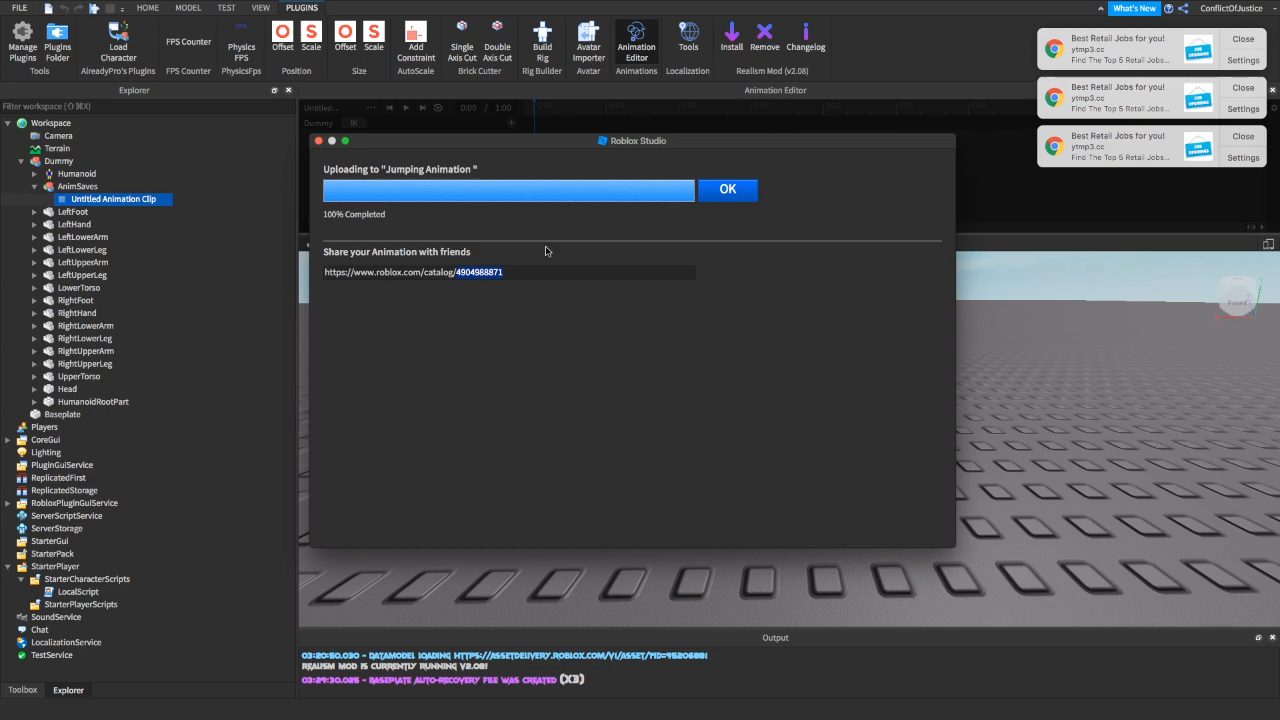 FILE HOME MODEL TEST VIEW PLUGINS What's New ConflictOfJustice
Manage Plugins
Plugins Folder
Tools
Load Character
AlreadyPro's Plugins
FPS Counter
FPS Counter
Physics FPS
PhysicsFps
Offset
Scale
Position
Offset
Scale
Size
Add Constraint
AutoScale
Single Axis Cut
Double Axis Cut
Brick Cutter
Build Rig
Rig Builder
Avatar Importer
Avatar
Animation Editor
Animations
Tools
Localization
Install
Remove
Changelog
Realism Mod (v2.08)
Best Retail Jobs for you!
ytmp3.cc
Find The Top 5 Retail Jobs...
Close
Settings
Best Retail Jobs for you!
ytmp3.cc
Find The Top 5 Retail Jobs...
Close
Settings
Best Retail Jobs for you!
ytmp3.cc
Find The Top 5 Retail Jobs...
Close
Settings
Explorer
Filter workspace (⇧⌘X)
Workspace
Camera
Terrain
Dummy
Humanoid
AnimSaves
Untitled Animation Clip
LeftFoot
LeftHand
LeftLowerArm
LeftLowerLeg
LeftUpperArm
LeftUpperLeg
LowerTorso
RightFoot
RightHand
RightLowerArm
RightLowerLeg
RightUpperArm
RightUpperLeg
UpperTorso
Head
HumanoidRootPart
Baseplate
Players
CoreGui
Lighting
PluginGuiService
ReplicatedFirst
ReplicatedStorage
RobloxPluginGuiService
ServerScriptService
ServerStorage
StarterGui
StarterPack
StarterPlayer
StarterCharacterScripts
LocalScript
StarterPlayerScripts
SoundService
Chat
LocalizationService
TestService
Toolbox Explorer
Animation Editor
Untitled... ... 0:00 / 1:00
Dummy IK
Roblox Studio
Uploading to "Jumping Animation "
OK
100% Completed
Share your Animation with friends
https://www.roblox.com/catalog/4904988871
Front
Output
REALISM MOD IS CURRENTLY RUNNING V2.08!
03:29:30.025 - BASEPLATE AUTO-RECOVERY FILE WAS CREATED (X3)